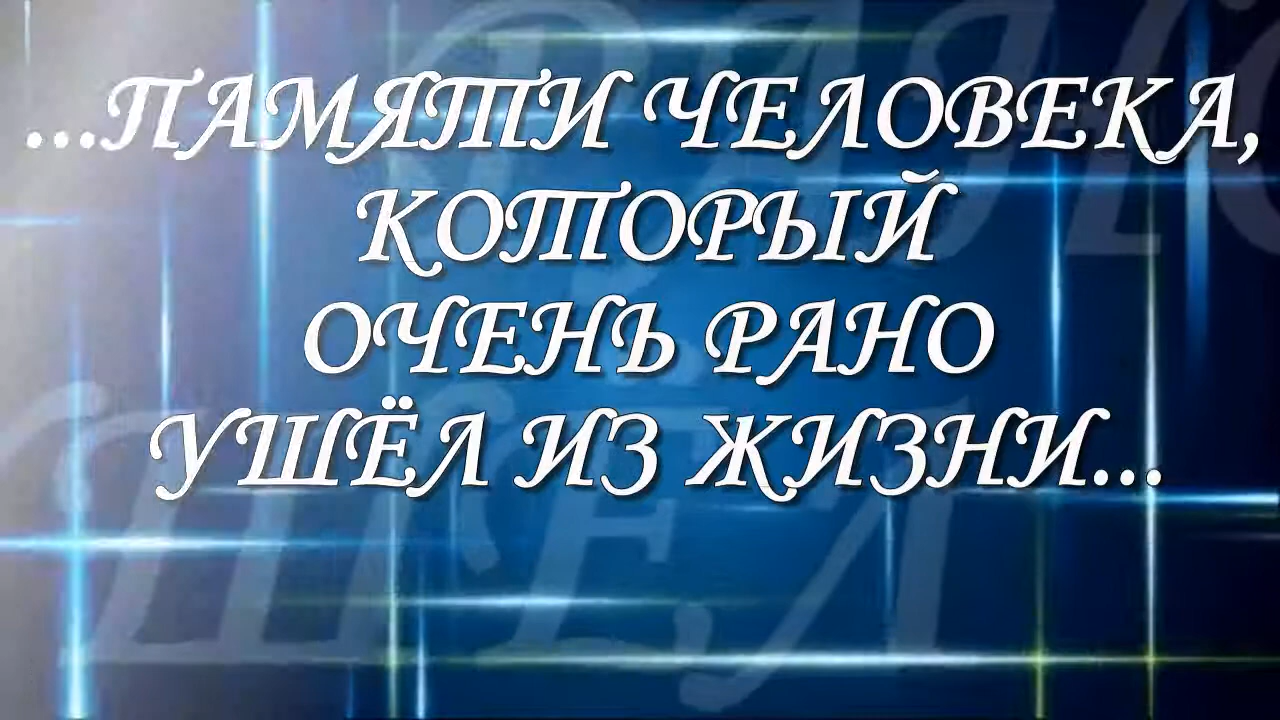 ...ПАМЯТИ ЧЕЛОВЕКА,
КОТОРЫЙ
ОЧЕНЬ РАНО
УШЁЛ ИЗ ЖИЗНИ...